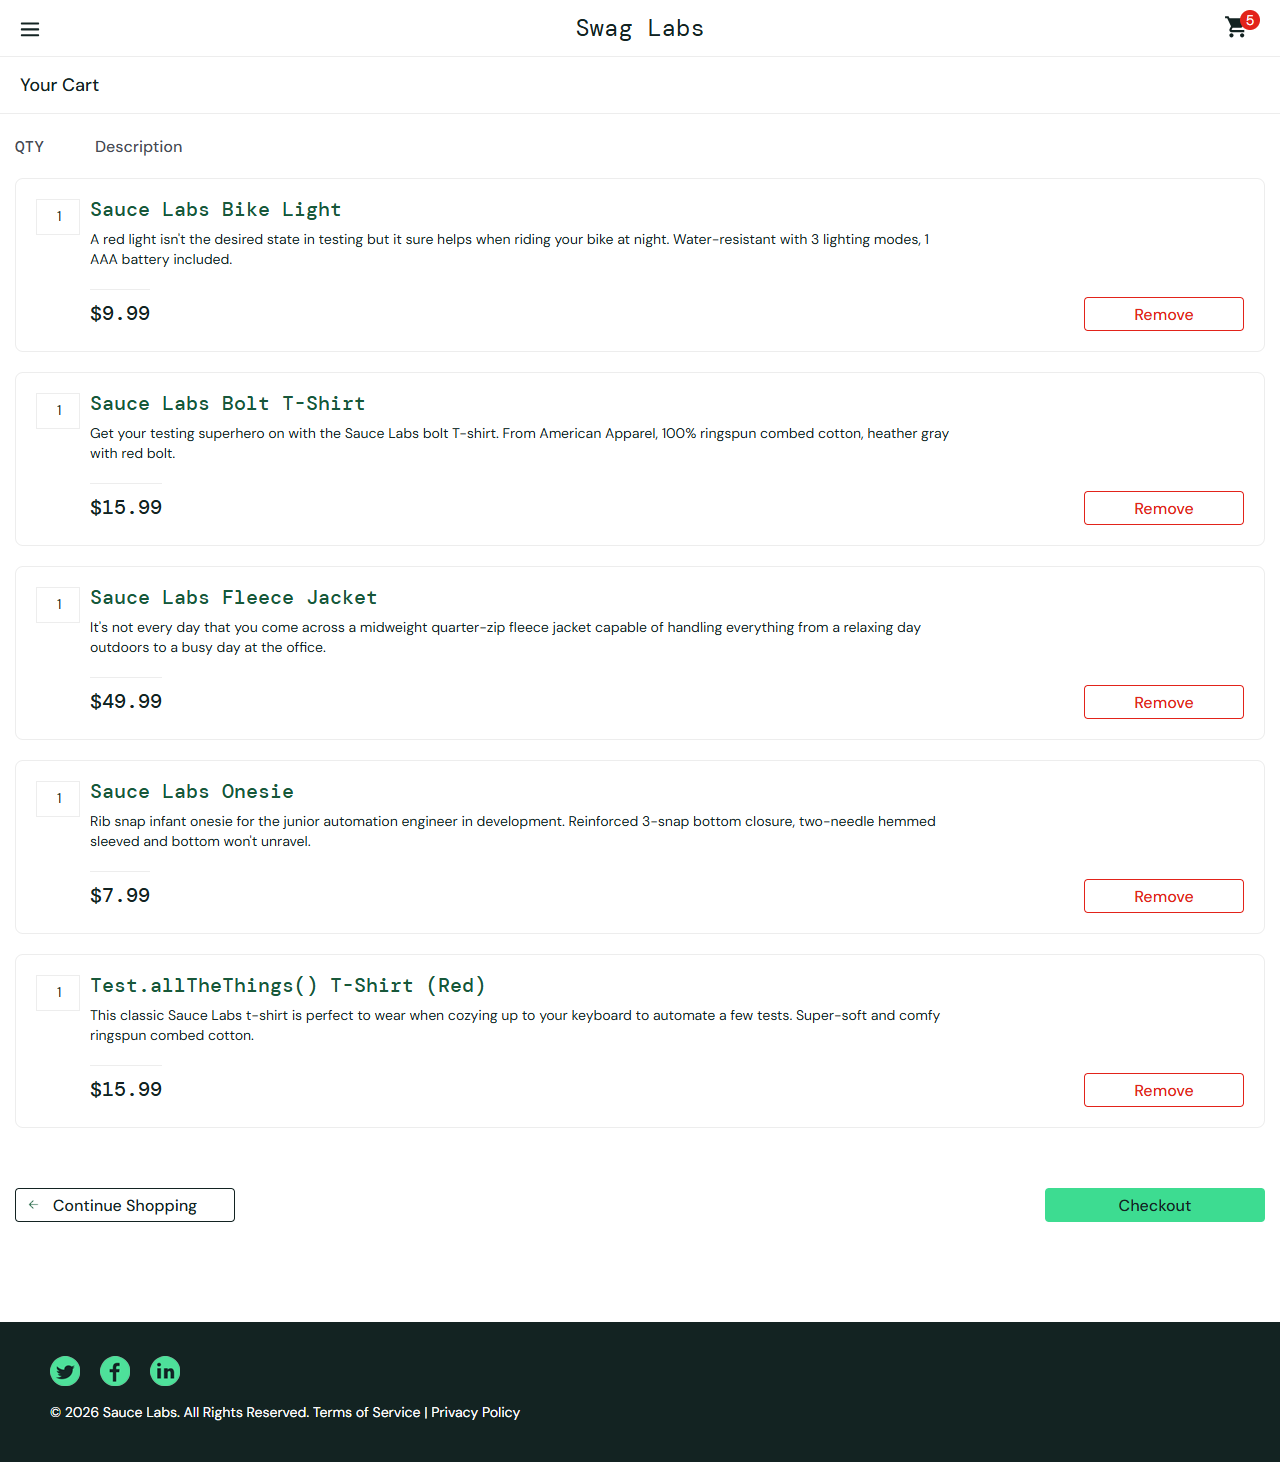 Swag Labs
5
Your Cart
QTY Description
1 Sauce Labs Bike Light
A red light isn't the desired state in testing but it sure helps when riding your bike at night. Water-resistant with 3 lighting modes, 1
AAA battery included.
$9.99 Remove
1 Sauce Labs Bolt T-Shirt
Get your testing superhero on with the Sauce Labs bolt T-shirt. From American Apparel, 100% ringspun combed cotton, heather gray
with red bolt.
$15.99 Remove
1 Sauce Labs Fleece Jacket
It's not every day that you come across a midweight quarter-zip fleece jacket capable of handling everything from a relaxing day
outdoors to a busy day at the office.
$49.99 Remove
1 Sauce Labs Onesie
Rib snap infant onesie for the junior automation engineer in development. Reinforced 3-snap bottom closure, two-needle hemmed
sleeved and bottom won't unravel.
$7.99 Remove
1 Test.allTheThings() T-Shirt (Red)
This classic Sauce Labs t-shirt is perfect to wear when cozying up to your keyboard to automate a few tests. Super-soft and comfy
ringspun combed cotton.
$15.99 Remove
Continue Shopping Checkout
© 2026 Sauce Labs. All Rights Reserved. Terms of Service | Privacy Policy